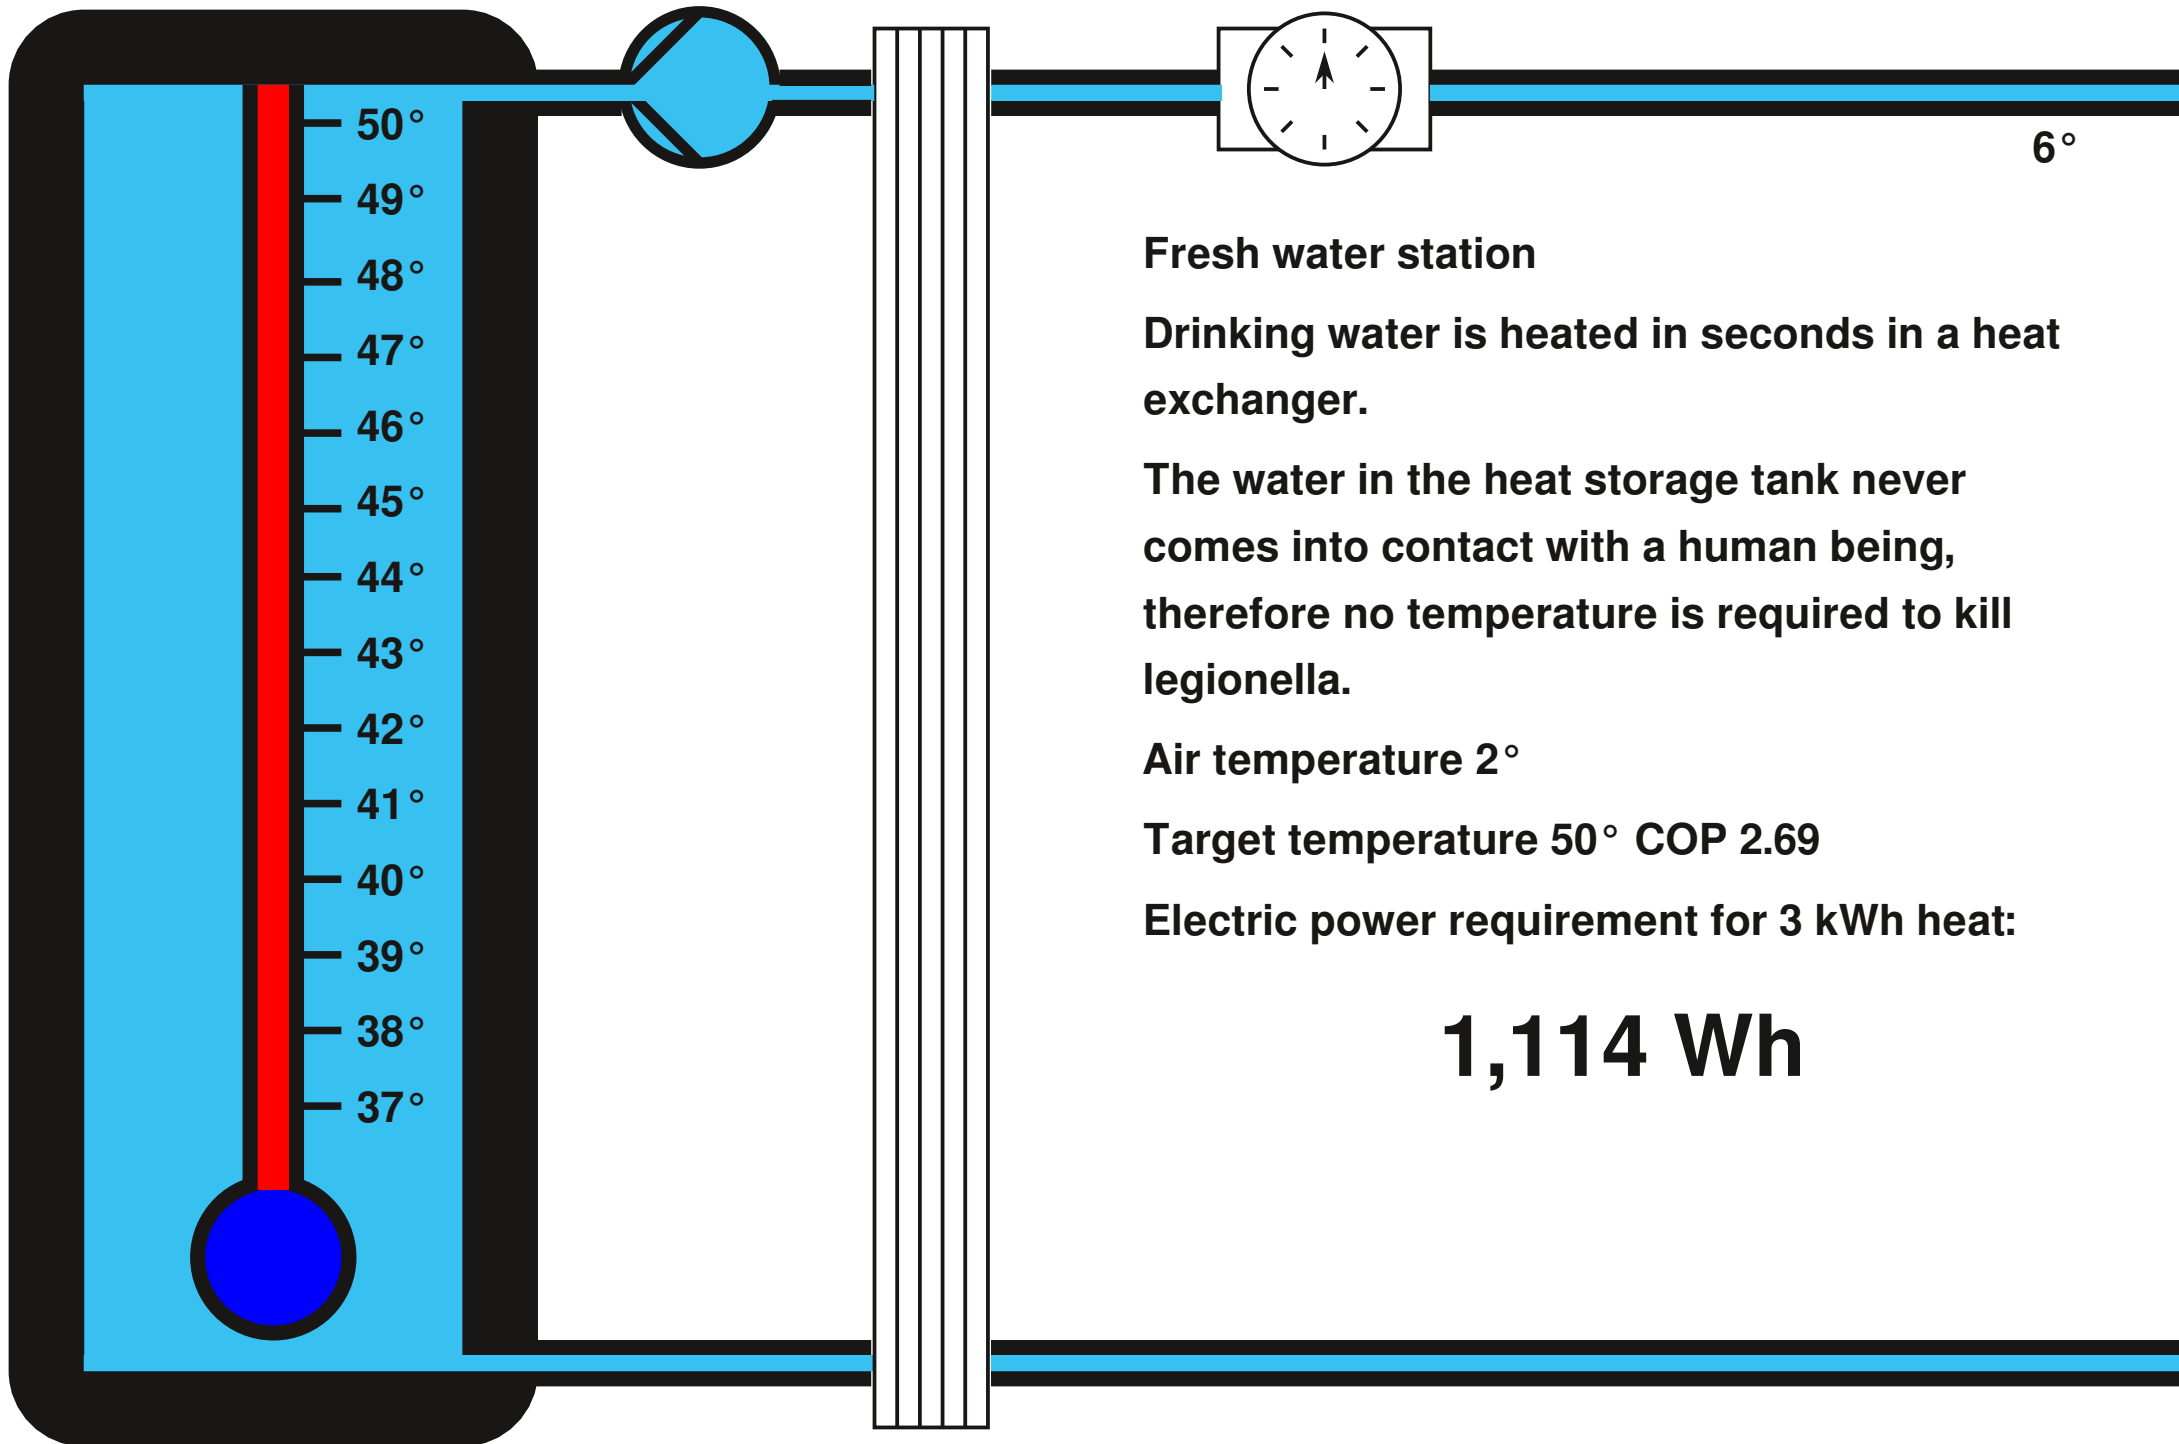 50°
49°
48°
47°
46°
45°
44°
43°
42°
41°
40°
39°
38°
37°
6°
Fresh water station
Drinking water is heated in seconds in a heat
exchanger.
The water in the heat storage tank never
comes into contact with a human being,
therefore no temperature is required to kill
legionella.
Air temperature 2°
Target temperature 50° COP 2.69
Electric power requirement for 3 kWh heat:
1,114 Wh